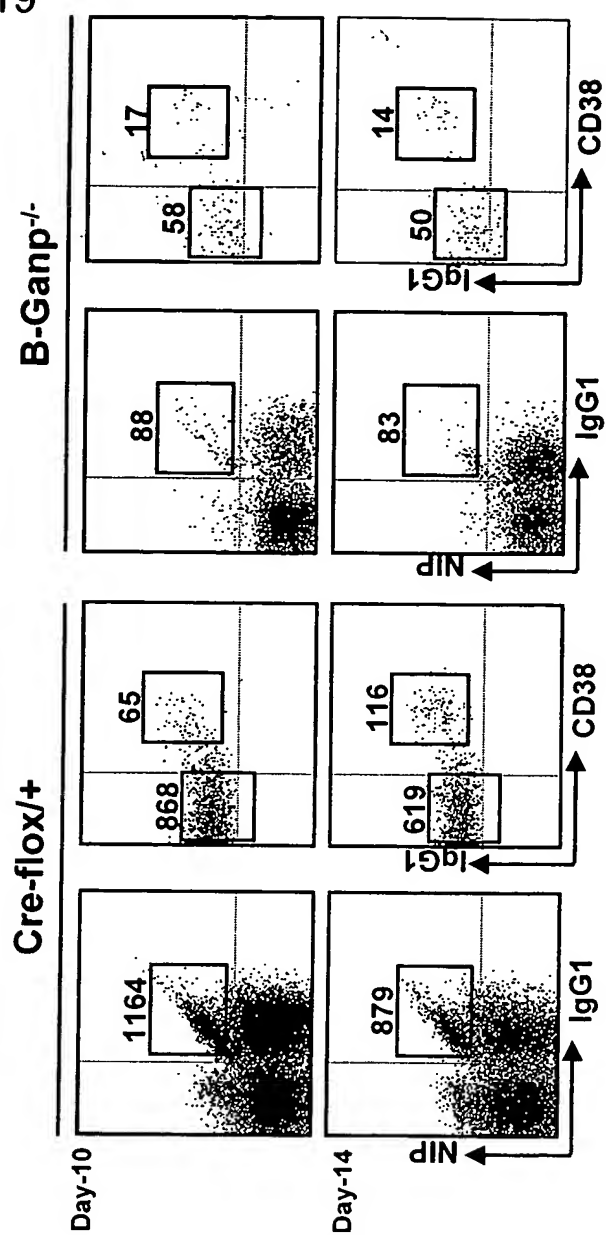 19
Cre-flox/+ B-Ganp-/-
Day-10
1164 868 65 88 58 17
Day-14
879 619 116 83 50 14
NIP IgG1 NIP IgG1
IgG1 CD38 IgG1 CD38